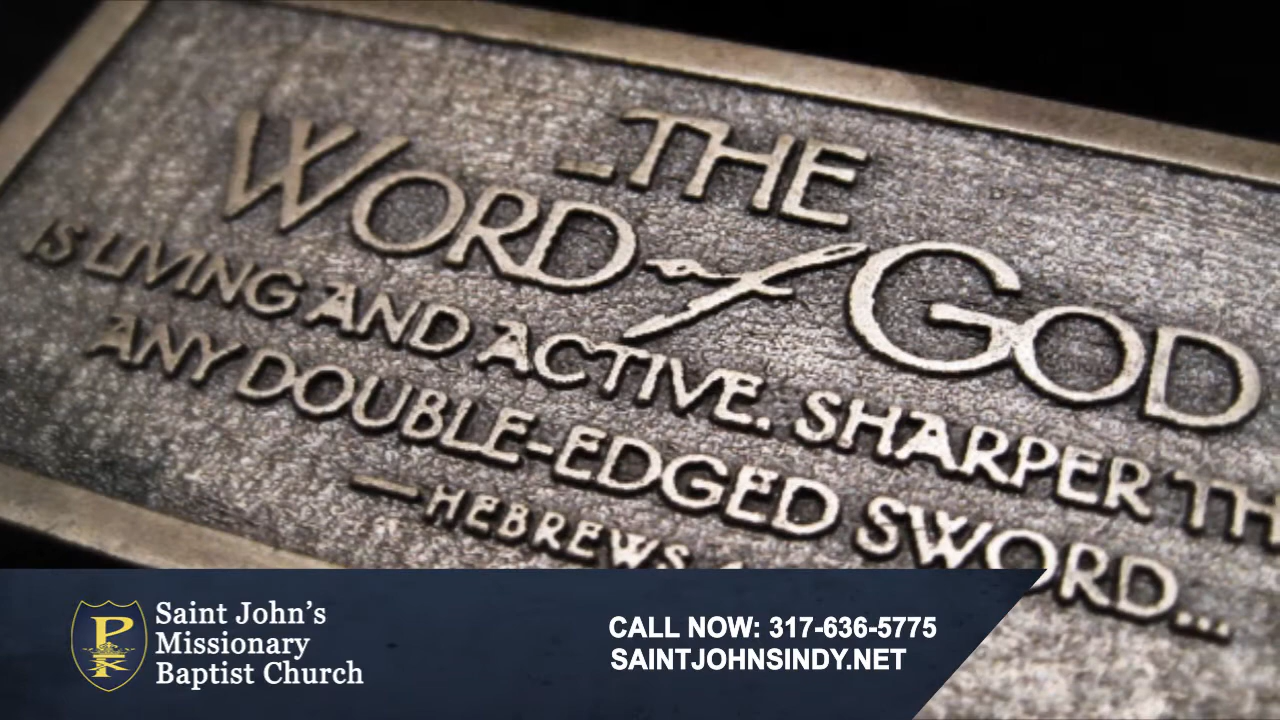 THE
WORD of GOD
IS LIVING AND ACTIVE. SHARPER TH
ANY DOUBLE-EDGED SWORD...
—HEBREWS
Saint John's
Missionary
Baptist Church
CALL NOW: 317-636-5775
SAINTJOHNSINDY.NET